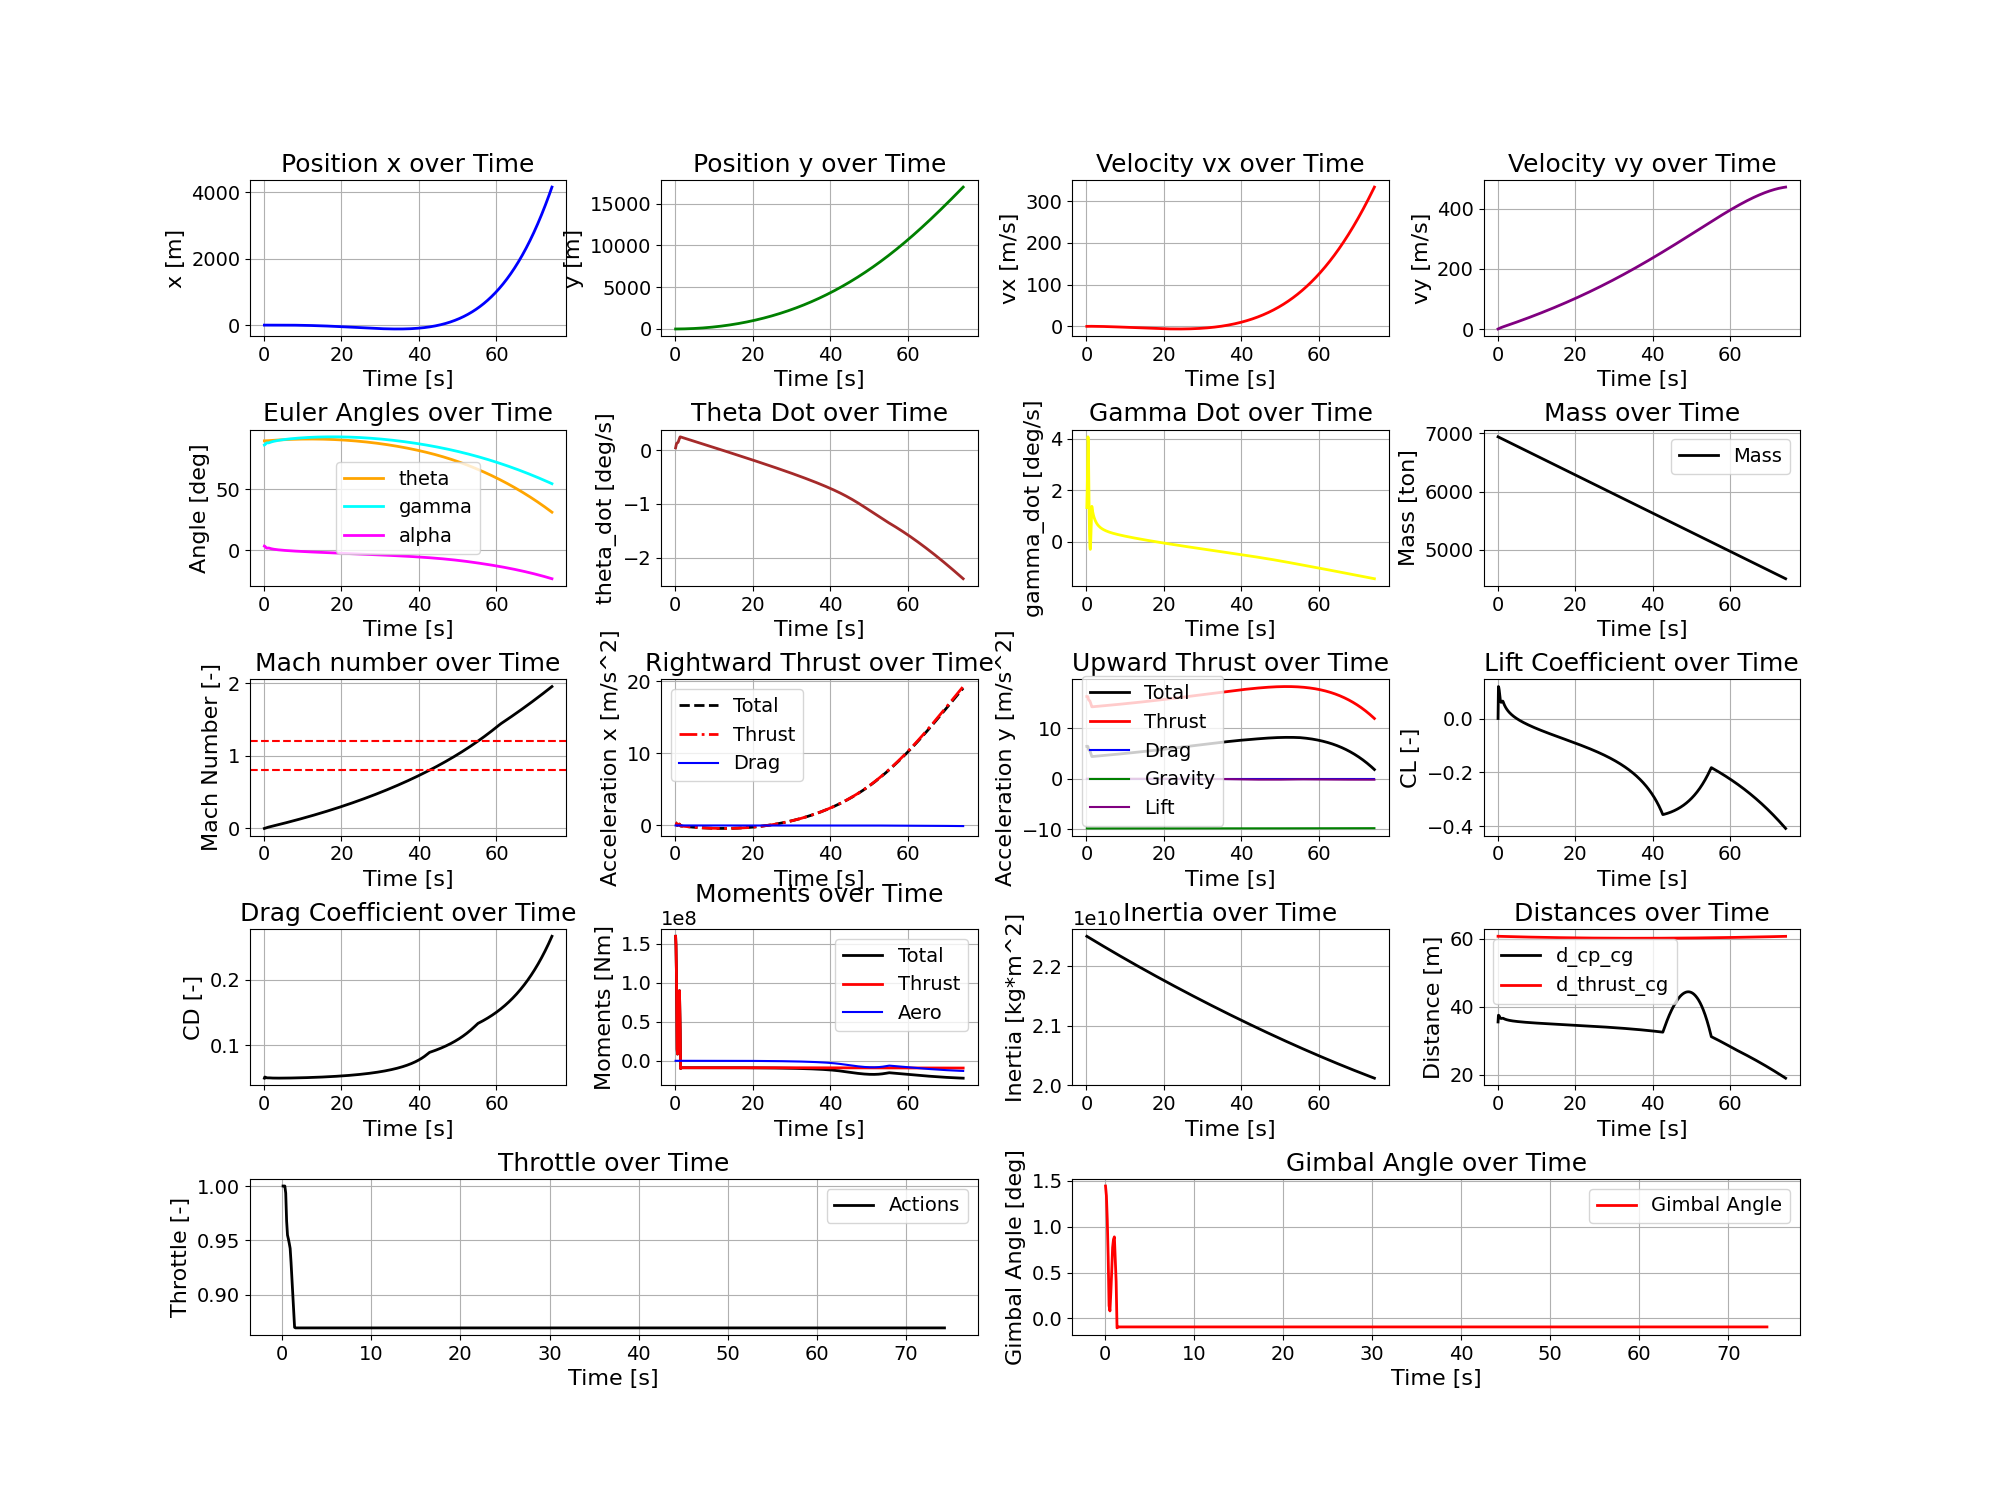 Position x over Time
x [m]
4000
2000
0
0 20 40 60
Time [s]
Position y over Time
y [m]
15000
10000
5000
0
0 20 40 60
Time [s]
Velocity vx over Time
vx [m/s]
300
200
100
0
0 20 40 60
Time [s]
Velocity vy over Time
vy [m/s]
400
200
0
0 20 40 60
Time [s]
Euler Angles over Time
Angle [deg]
50
0
theta
gamma
alpha
0 20 40 60
Time [s]
Theta Dot over Time
theta_dot [deg/s]
0
−1
−2
0 20 40 60
Time [s]
Gamma Dot over Time
gamma_dot [deg/s]
4
2
0
0 20 40 60
Time [s]
Mass over Time
Mass [ton]
7000
6000
5000
Mass
0 20 40 60
Time [s]
Mach number over Time
Mach Number [-]
2
1
0
0 20 40 60
Time [s]
Rightward Thrust over Time
Acceleration x [m/s^2]
20
10
0
Total
Thrust
Drag
0 20 40 60
Time [s]
Upward Thrust over Time
Acceleration y [m/s^2]
10
0
−10
Total
Thrust
Drag
Gravity
Lift
0 20 40 60
Time [s]
Lift Coefficient over Time
CL [-]
0.0
−0.2
−0.4
0 20 40 60
Time [s]
Drag Coefficient over Time
CD [-]
0.2
0.1
0 20 40 60
Time [s]
Moments over Time
1e8
Moments [Nm]
1.5
1.0
0.5
0.0
Total
Thrust
Aero
0 20 40 60
Time [s]
Inertia over Time
1e10
Inertia [kg*m^2]
2.2
2.1
2.0
0 20 40 60
Time [s]
Distances over Time
Distance [m]
60
40
20
d_cp_cg
d_thrust_cg
0 20 40 60
Time [s]
Throttle over Time
Throttle [-]
1.00
0.95
0.90
Actions
0 10 20 30 40 50 60 70
Time [s]
Gimbal Angle over Time
Gimbal Angle [deg]
1.5
1.0
0.5
0.0
Gimbal Angle
0 10 20 30 40 50 60 70
Time [s]